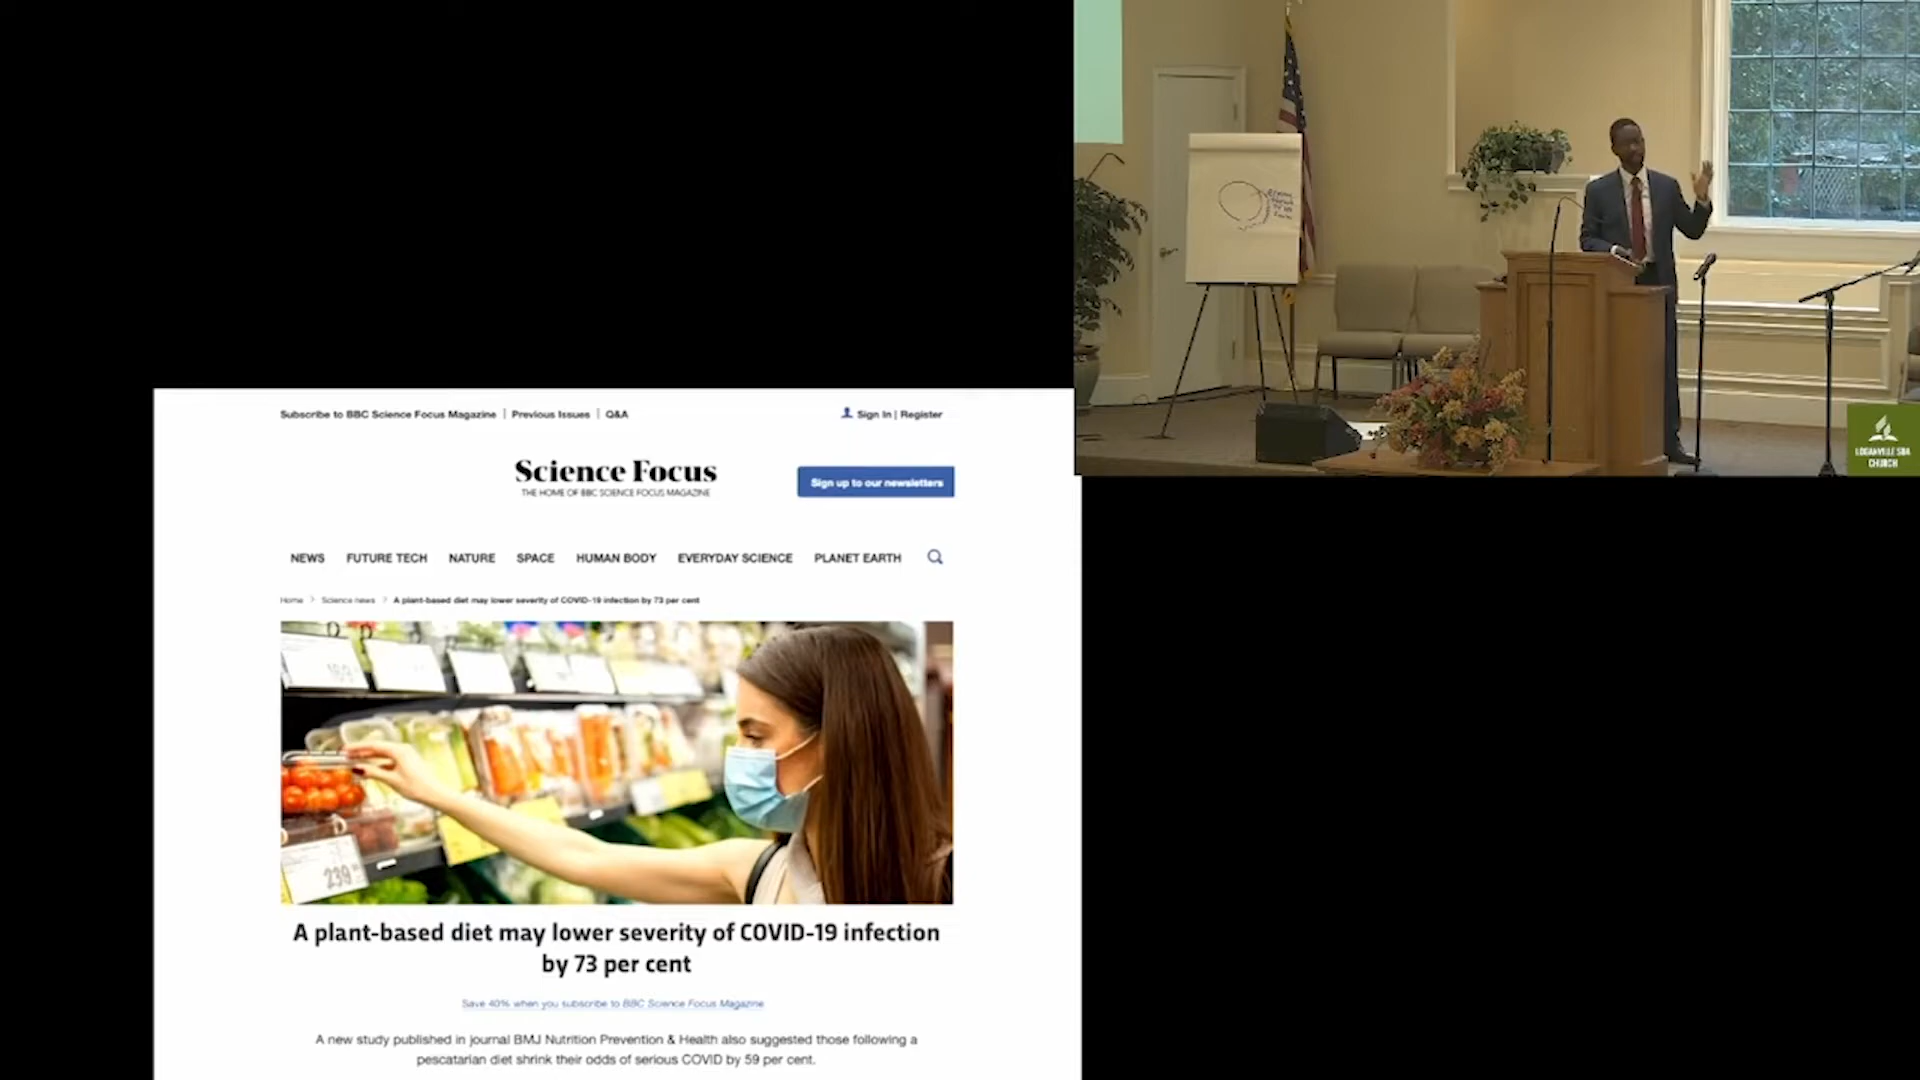 Subscribe to BBC Science Focus Magazine | Previous Issues | Q&A
Sign In | Register
Science Focus
THE HOME OF BBC SCIENCE FOCUS MAGAZINE
Sign up to our newsletters
NEWS FUTURE TECH NATURE SPACE HUMAN BODY EVERYDAY SCIENCE PLANET EARTH
Home > Science news > A plant-based diet may lower severity of COVID-19 infection by 73 per cent
239
A plant-based diet may lower severity of COVID-19 infection
by 73 per cent
Save 40% when you subscribe to BBC Science Focus Magazine
A new study published in journal BMJ Nutrition Prevention & Health also suggested those following a
pescatarian diet shrink their odds of serious COVID by 59 per cent.
LOGANVILLE SDA
CHURCH